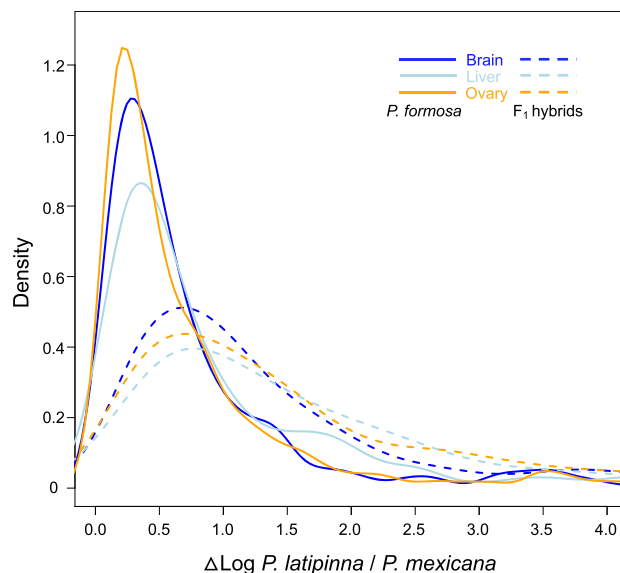 Brain
Liver
Ovary
P. formosa F1 hybrids
1.2
1.0
0.8
0.6
0.4
0.2
0
Density
0.0 0.5 1.0 1.5 2.0 2.5 3.0 3.5 4.0
ΔLog P. latipinna / P. mexicana